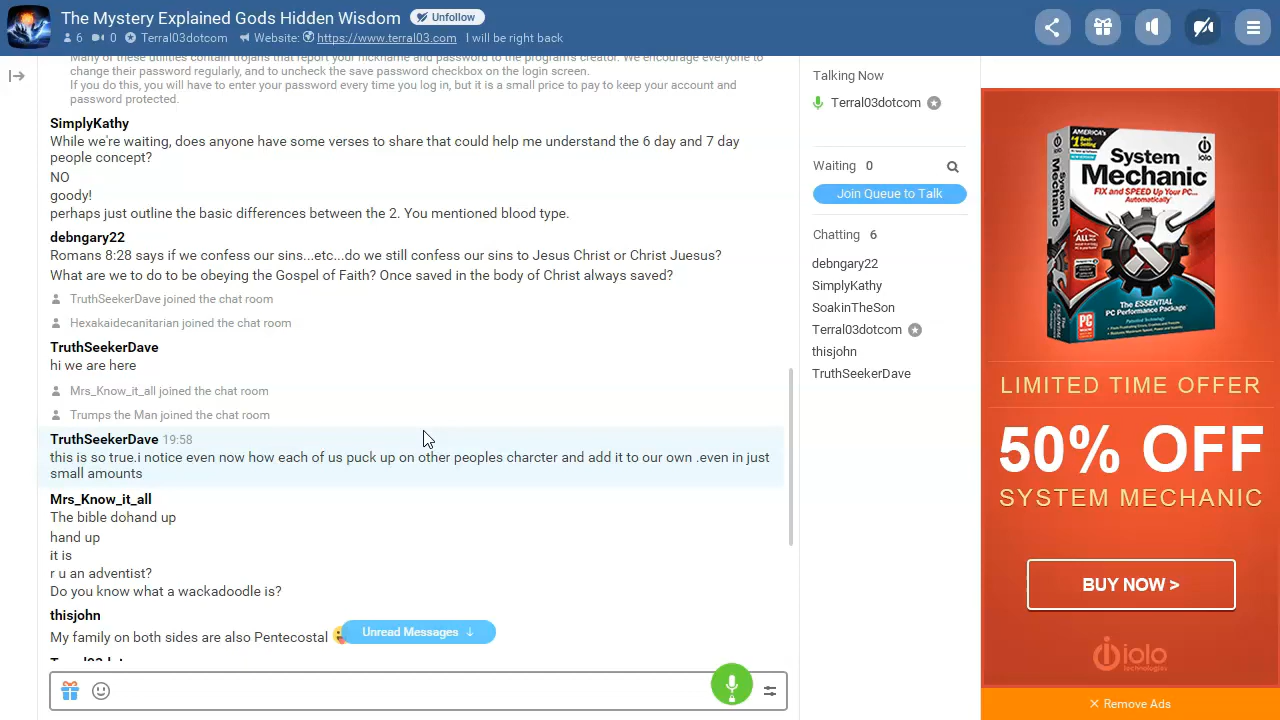 The Mystery Explained Gods Hidden Wisdom
Unfollow
6 0 Terral03dotcom Website: https://www.terral03.com I will be right back
Many of these utilities contain trojans that report your nickname and password to the program's creator. We encourage everyone to
change their password regularly, and to uncheck the save password checkbox on the login screen.
If you do this, you will have to enter your password every time you log in, but it is a small price to pay to keep your account and
password protected.
SimplyKathy
While we're waiting, does anyone have some verses to share that could help me understand the 6 day and 7 day
people concept?
NO
goody!
perhaps just outline the basic differences between the 2. You mentioned blood type.
debngary22
Romans 8:28 says if we confess our sins...etc...do we still confess our sins to Jesus Christ or Christ Juesus?
What are we to do to be obeying the Gospel of Faith? Once saved in the body of Christ always saved?
TruthSeekerDave joined the chat room
Hexakaidecanitarian joined the chat room
TruthSeekerDave
hi we are here
Mrs_Know_it_all joined the chat room
Trumps the Man joined the chat room
TruthSeekerDave 19:58
this is so true.i notice even now how each of us puck up on other peoples charcter and add it to our own .even in just
small amounts
Mrs_Know_it_all
The bible dohand up
hand up
it is
r u an adventist?
Do you know what a wackadoodle is?
thisjohn
My family on both sides are also Pentecostal
Unread Messages ↓
Talking Now
Terral03dotcom
Waiting 0
Join Queue to Talk
Chatting 6
debngary22
SimplyKathy
SoakinTheSon
Terral03dotcom
thisjohn
TruthSeekerDave
AMERICA'S
#1 Best-Selling
iolo
System
Mechanic
FIX and SPEED Up Your PC...
Automatically
The ESSENTIAL
PC Performance Package
LIMITED TIME OFFER
50% OFF
SYSTEM MECHANIC
BUY NOW >
iolo
technologies
Remove Ads